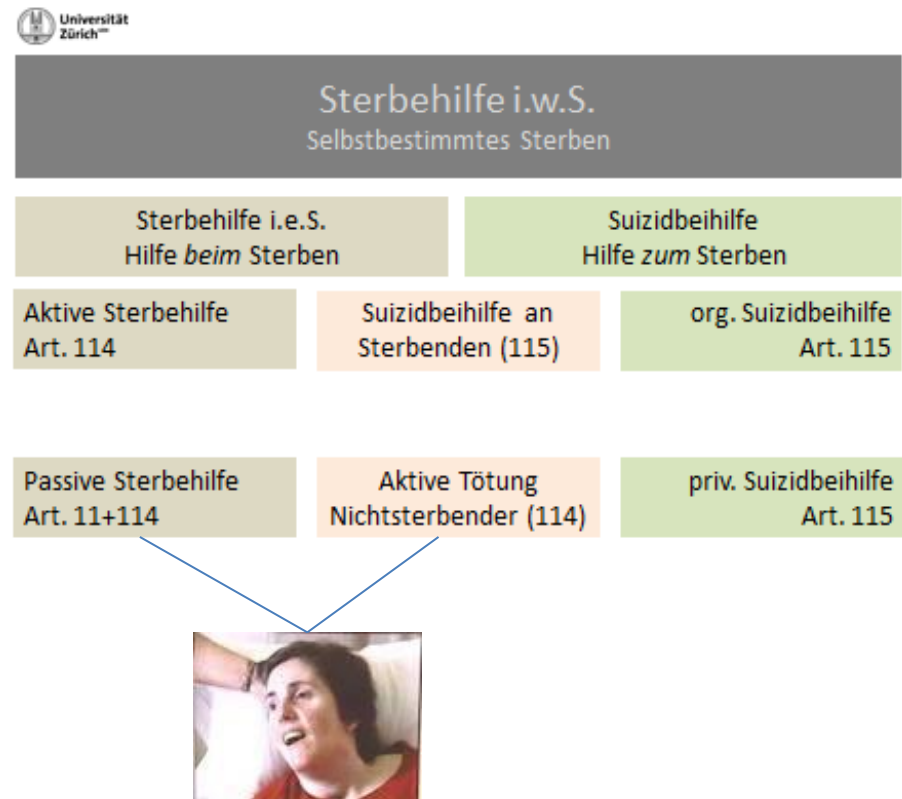 Universität
Zürich
Sterbehilfe i.w.S.
Selbstbestimmtes Sterben
Sterbehilfe i.e.S.
Hilfe beim Sterben
Suizidbeihilfe
Hilfe zum Sterben
Aktive Sterbehilfe
Art. 114
Suizidbeihilfe an
Sterbenden (115)
org. Suizidbeihilfe
Art. 115
Passive Sterbehilfe
Art. 11+114
Aktive Tötung
Nichtsterbender (114)
priv. Suizidbeihilfe
Art. 115